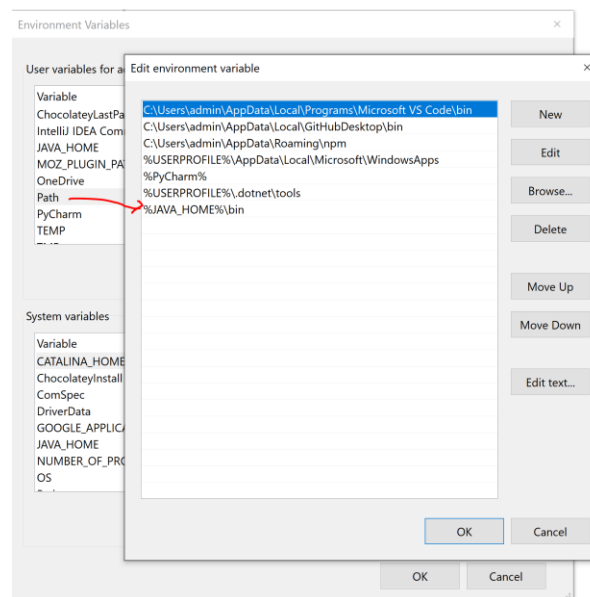 Environment Variables
User variables for a
Variable
ChocolateyLastPa
IntelliJ IDEA Com
JAVA_HOME
MOZ_PLUGIN_PA
OneDrive
Path
PyCharm
TEMP
System variables
Variable
CATALINA_HOME
ChocolateyInstall
ComSpec
DriverData
GOOGLE_APPLICA
JAVA_HOME
NUMBER_OF_PRO
OS
OK
Cancel
Edit environment variable
C:\Users\admin\AppData\Local\Programs\Microsoft VS Code\bin
C:\Users\admin\AppData\Local\GitHubDesktop\bin
C:\Users\admin\AppData\Roaming\npm
%USERPROFILE%\AppData\Local\Microsoft\WindowsApps
%PyCharm%
%USERPROFILE%\.dotnet\tools
%JAVA_HOME%\bin
New
Edit
Browse...
Delete
Move Up
Move Down
Edit text...
OK
Cancel